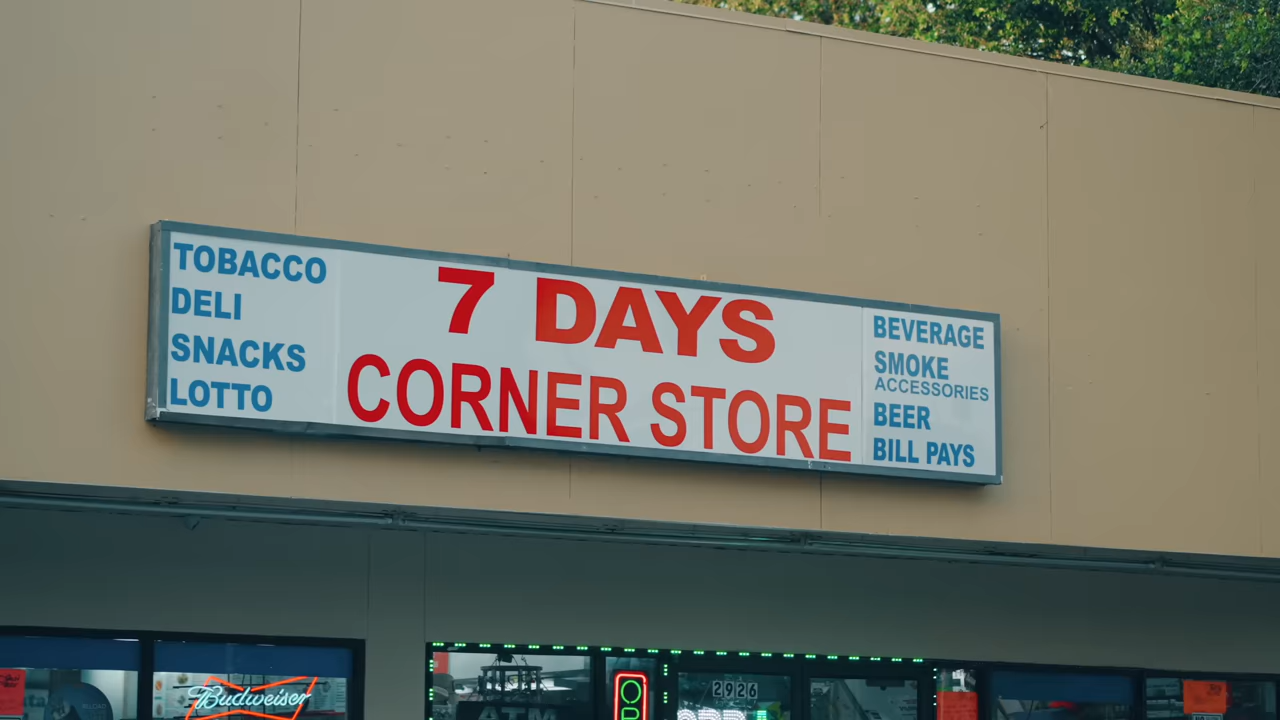 TOBACCO
DELI
SNACKS
LOTTO
7 DAYS
CORNER STORE
BEVERAGE
SMOKE
ACCESSORIES
BEER
BILL PAYS
Budweiser
ATM
2926